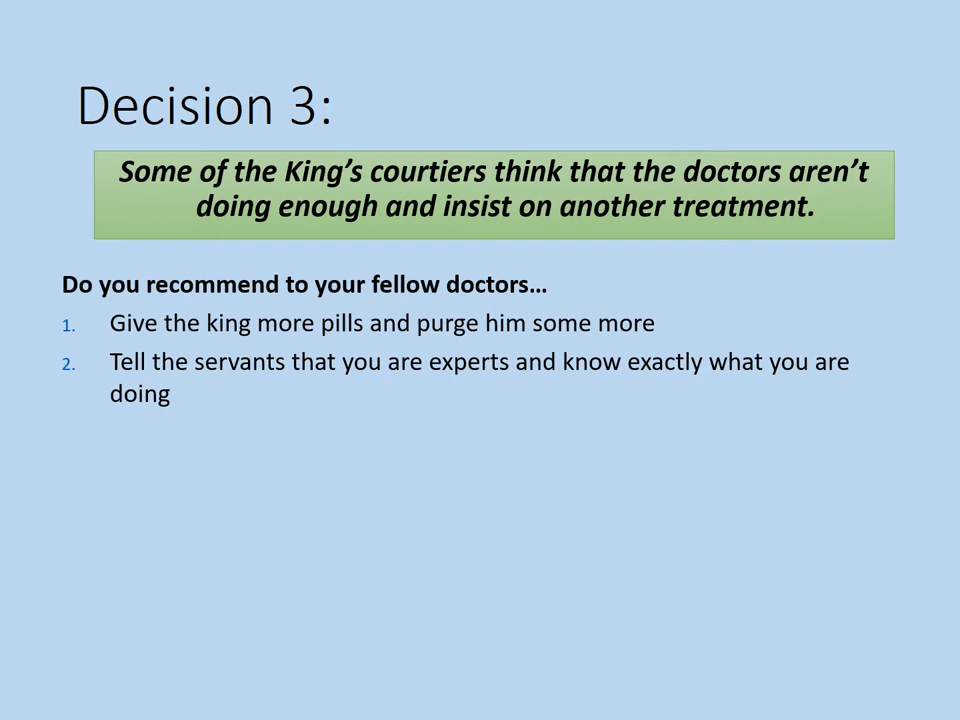 Decision 3:
Some of the King’s courtiers think that the doctors aren’t
doing enough and insist on another treatment.
Do you recommend to your fellow doctors…
1. Give the king more pills and purge him some more
2. Tell the servants that you are experts and know exactly what you are
doing